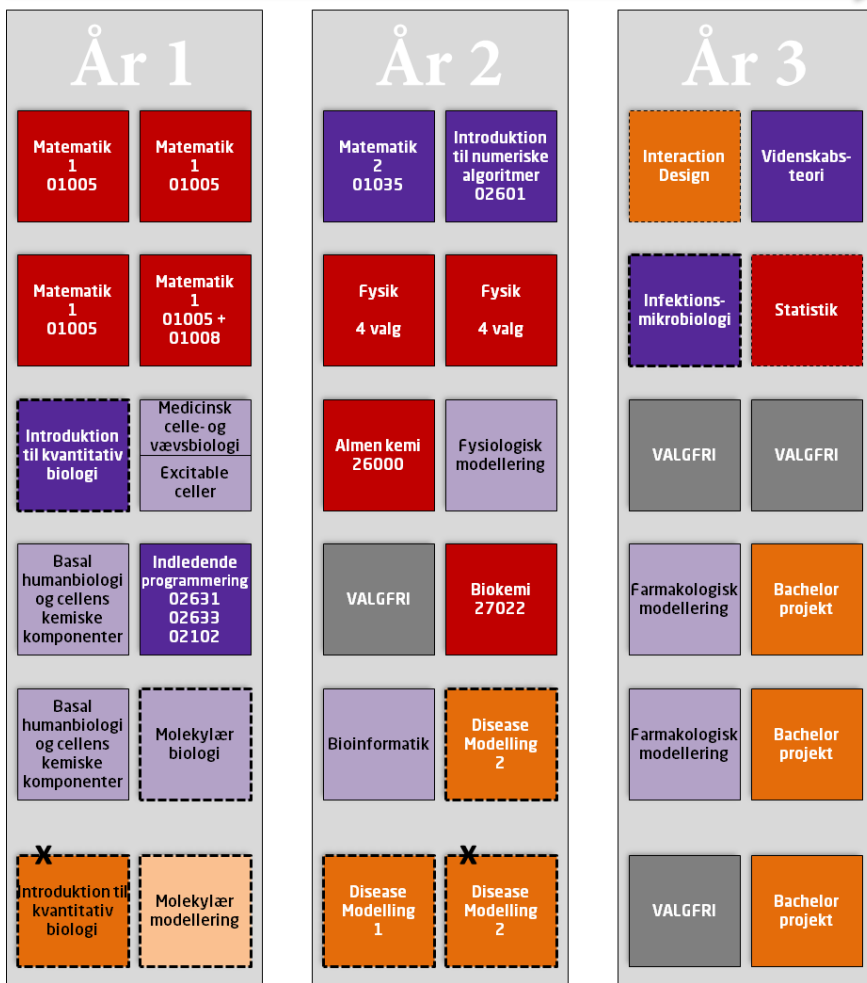 År 1
Matematik
1
01005
Matematik
1
01005
Matematik
1
01005
Matematik
1
01005 +
01008
Introduktion
til kvantitativ
biologi
Medicinsk
celle- og
vævsbiologi
Excitable
celler
Basal
humanbiologi
og cellens
kemiske
komponenter
Indledende
programmering
02631
02633
02102
Basal
humanbiologi
og cellens
kemiske
komponenter
Molekylær
biologi
X
Introduktion til
kvantitativ
biologi
Molekylær
modellering
År 2
Matematik
2
01035
Introduktion
til numeriske
algoritmer
02601
Fysik
4 valg
Fysik
4 valg
Almen kemi
26000
Fysiologisk
modellering
VALGFRI
Biokemi
27022
Bioinformatik
Disease
Modelling
2
Disease
Modelling
1
X
Disease
Modelling
2
År 3
Interaction
Design
Videnskabs-
teori
Infektions-
mikrobiologi
Statistik
VALGFRI
VALGFRI
Farmakologisk
modellering
Bachelor
projekt
Farmakologisk
modellering
Bachelor
projekt
VALGFRI
Bachelor
projekt